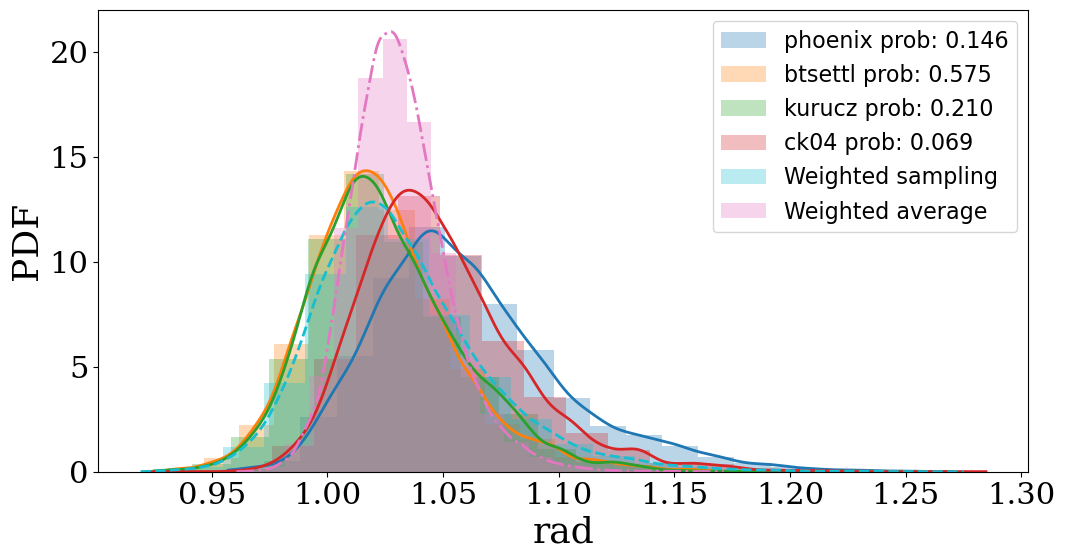 phoenix prob: 0.146
btsettl prob: 0.575
kurucz prob: 0.210
ck04 prob: 0.069
Weighted sampling
Weighted average
PDF
20
15
10
5
0
0.95 1.00 1.05 1.10 1.15 1.20 1.25 1.30
rad